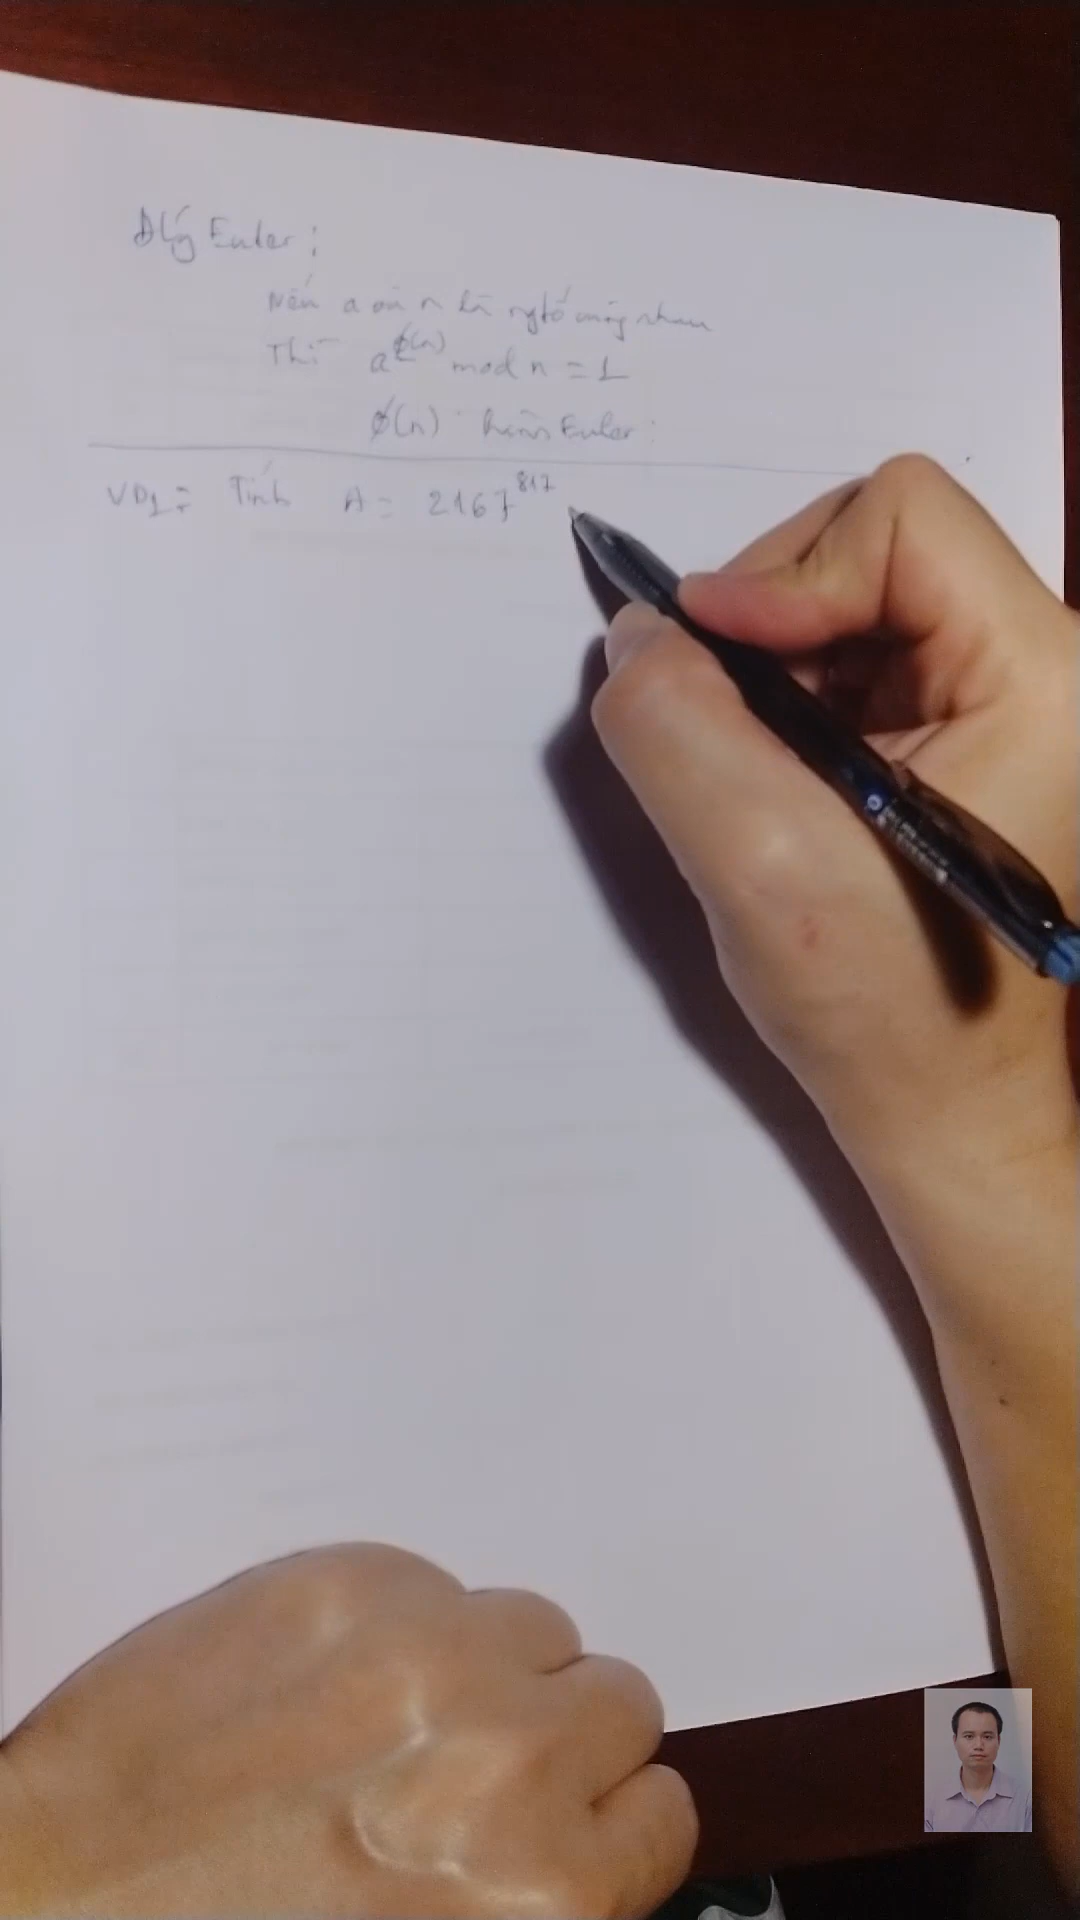 Đlý Euler:
Nếu a và n là ngtố cùng nhau
Thì a^ϕ(n) mod n = 1
ϕ(n) hàm Euler:
VD1: Tính A = 2167^817